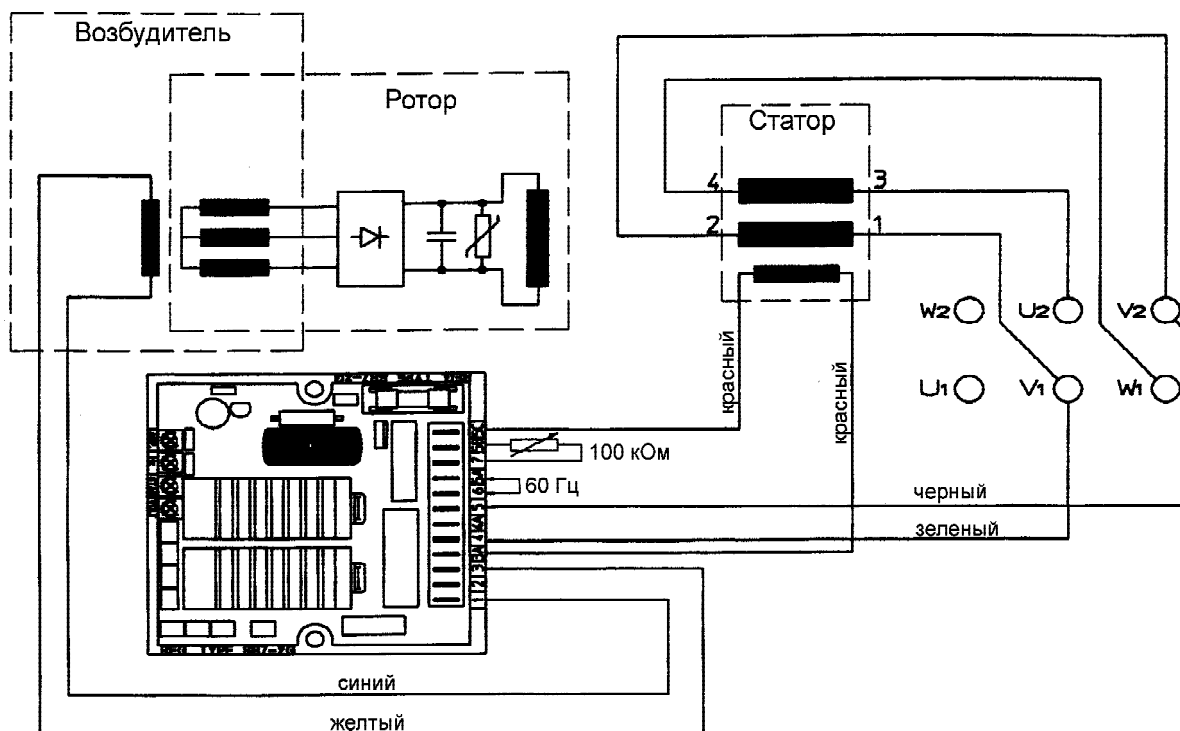 Возбудитель
Ротор
Статор
4
3
2
1
W2
U2
V2
U1
V1
W1
красный
красный
100 кОм
60 Гц
черный
зеленый
синий
желтый